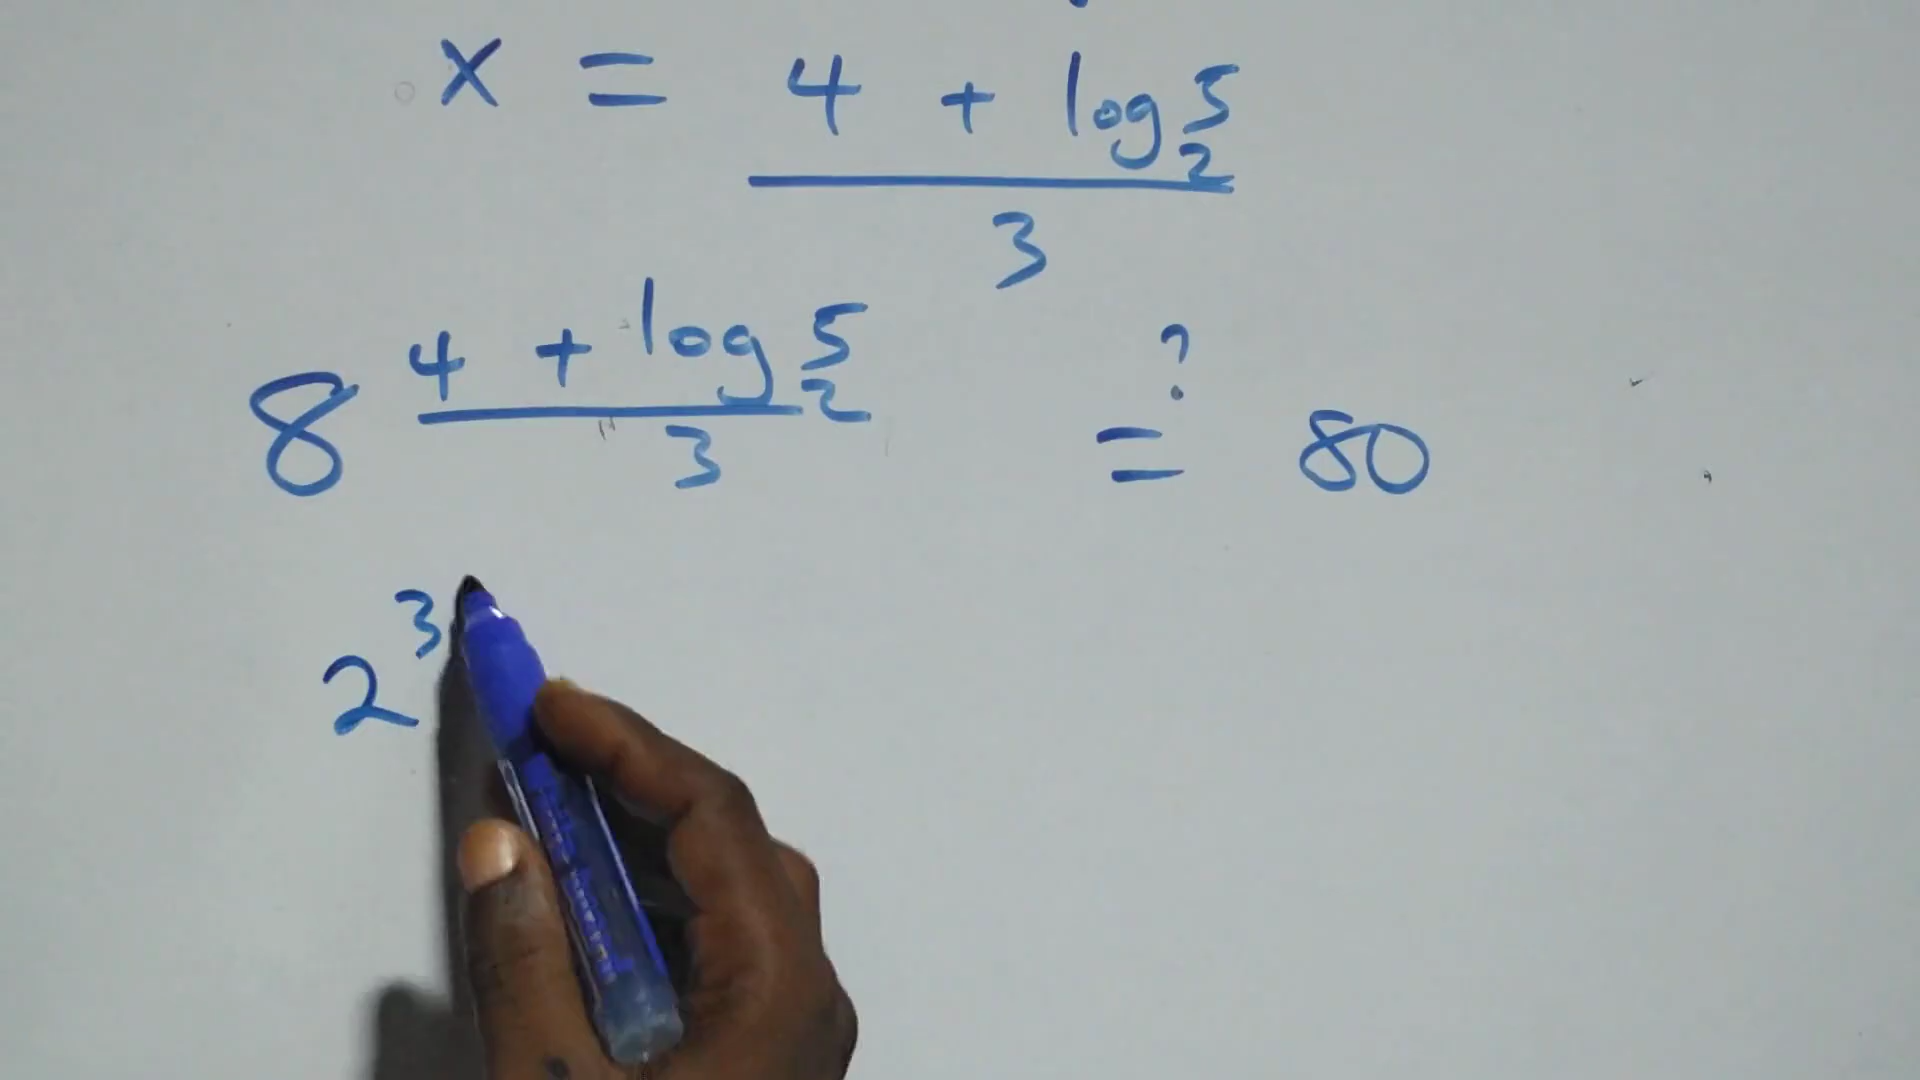 x = 4 + log₂5
3
8^(4 + log₂5)/3 =? 80
2³